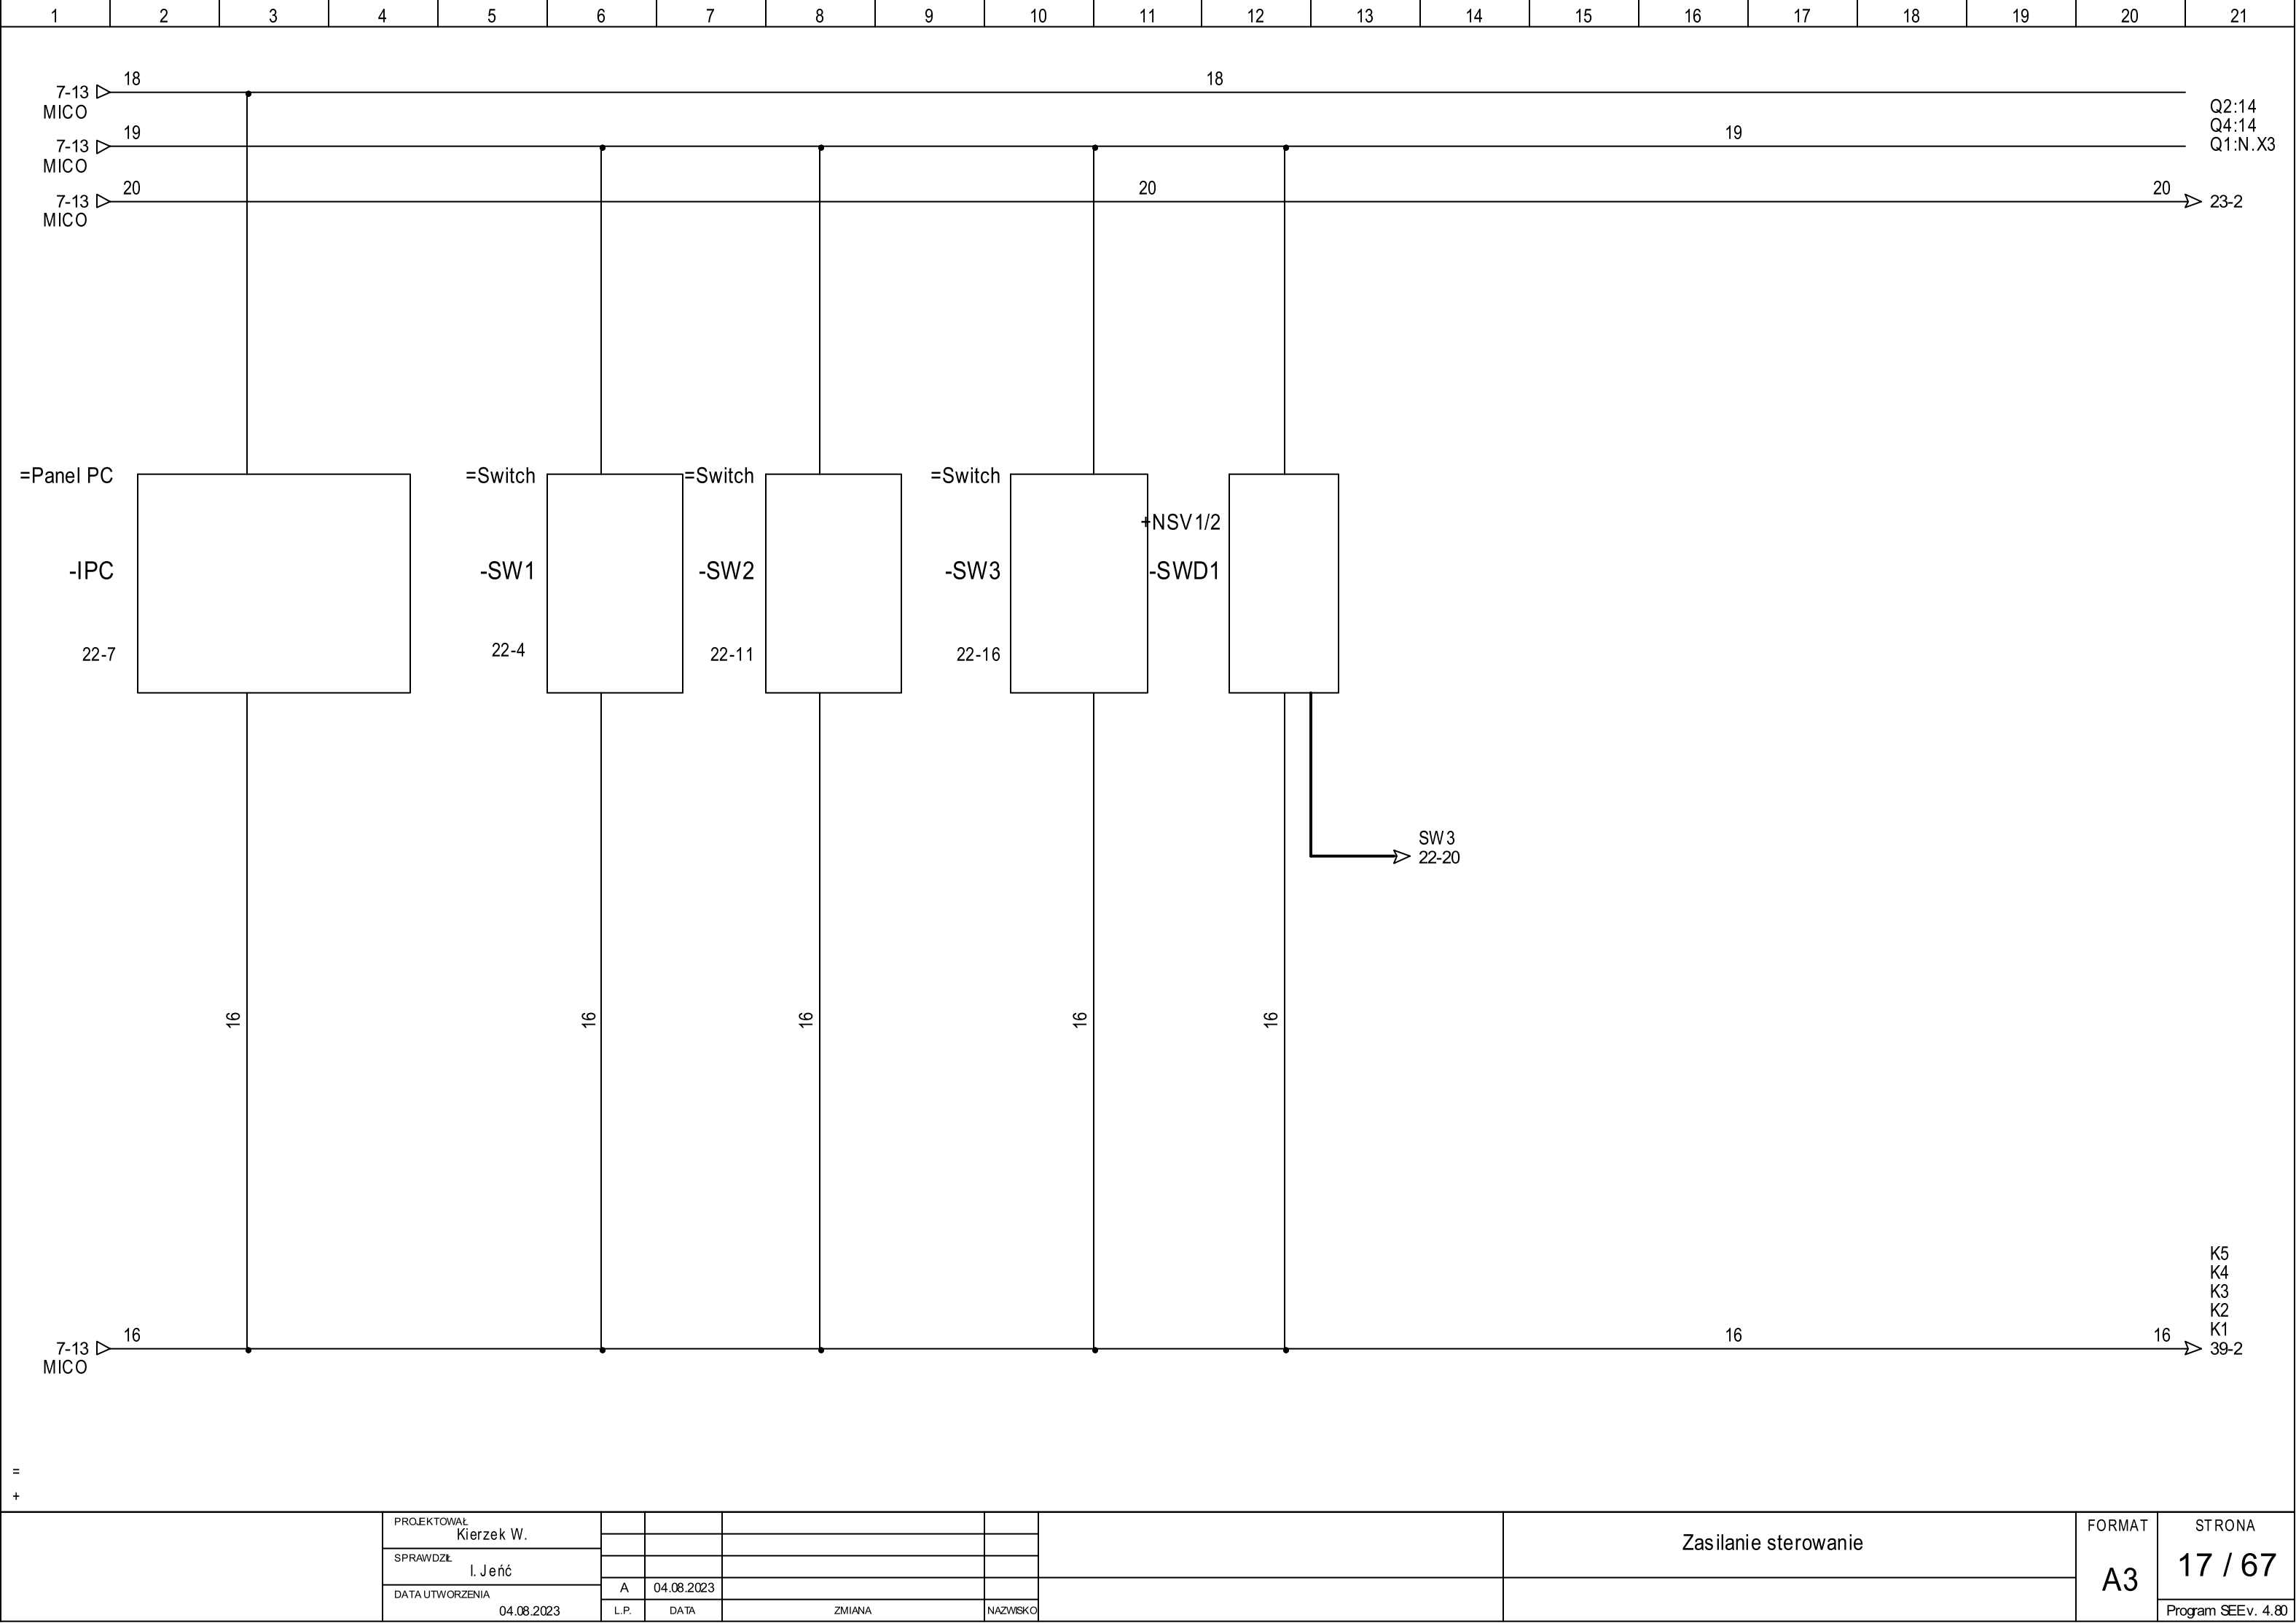 1 2 3 4 5 6 7 8 9 10 11 12 13 14 15 16 17 18 19 20 21
18 18
7-13
MICO
Q2:14
Q4:14
Q1:N.X3
19 19
7-13
MICO
20 20 20
7-13 23-2
MICO
=Panel PC =Switch =Switch =Switch
+NSV1/2
-IPC -SW1 -SW2 -SW3 -SWD1
22-7 22-4 22-11 22-16
SW3
22-20
16 16 16 16 16
K5
K4
K3
K2
K1
16 16 16
7-13 39-2
MICO
=
+
PROJEKTOWAŁ
Kierzek W.
SPRAWDZIŁ
I. Jeńć
DATA UTWORZENIA
04.08.2023
A 04.08.2023
L.P. DATA ZMIANA NAZWISKO
Zasilanie sterowanie
FORMAT
A3
STRONA
17 / 67
Program SEE v. 4.80